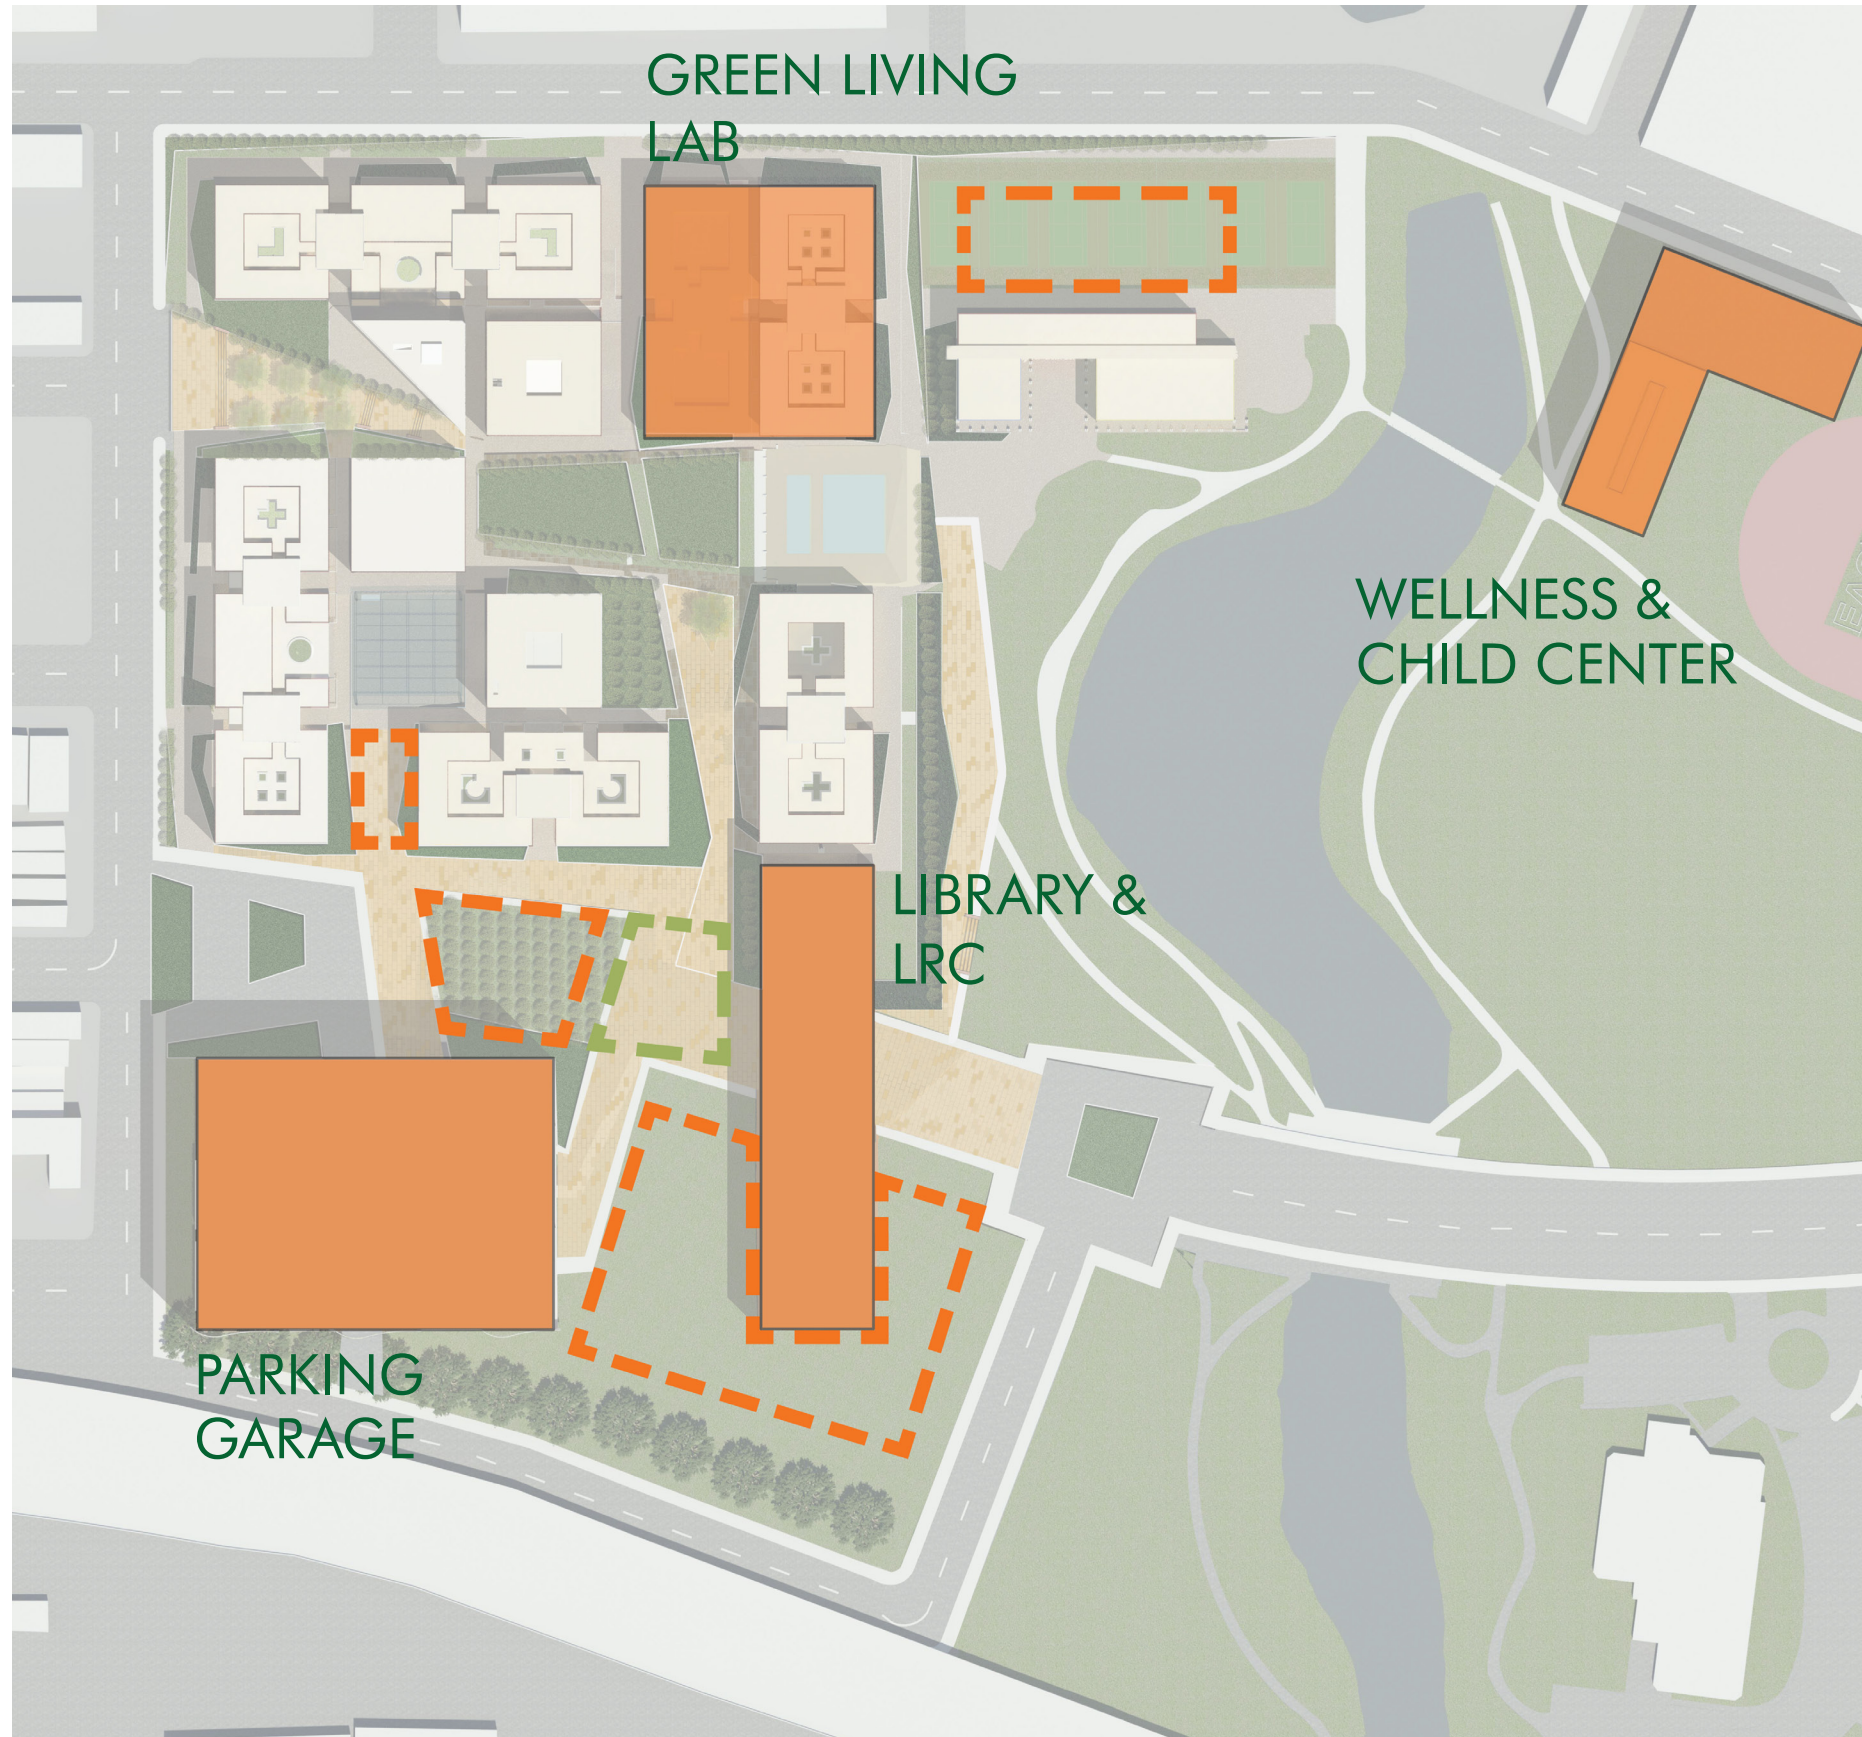 GREEN LIVING
LAB
WELLNESS &
CHILD CENTER
LIBRARY &
LRC
PARKING
GARAGE